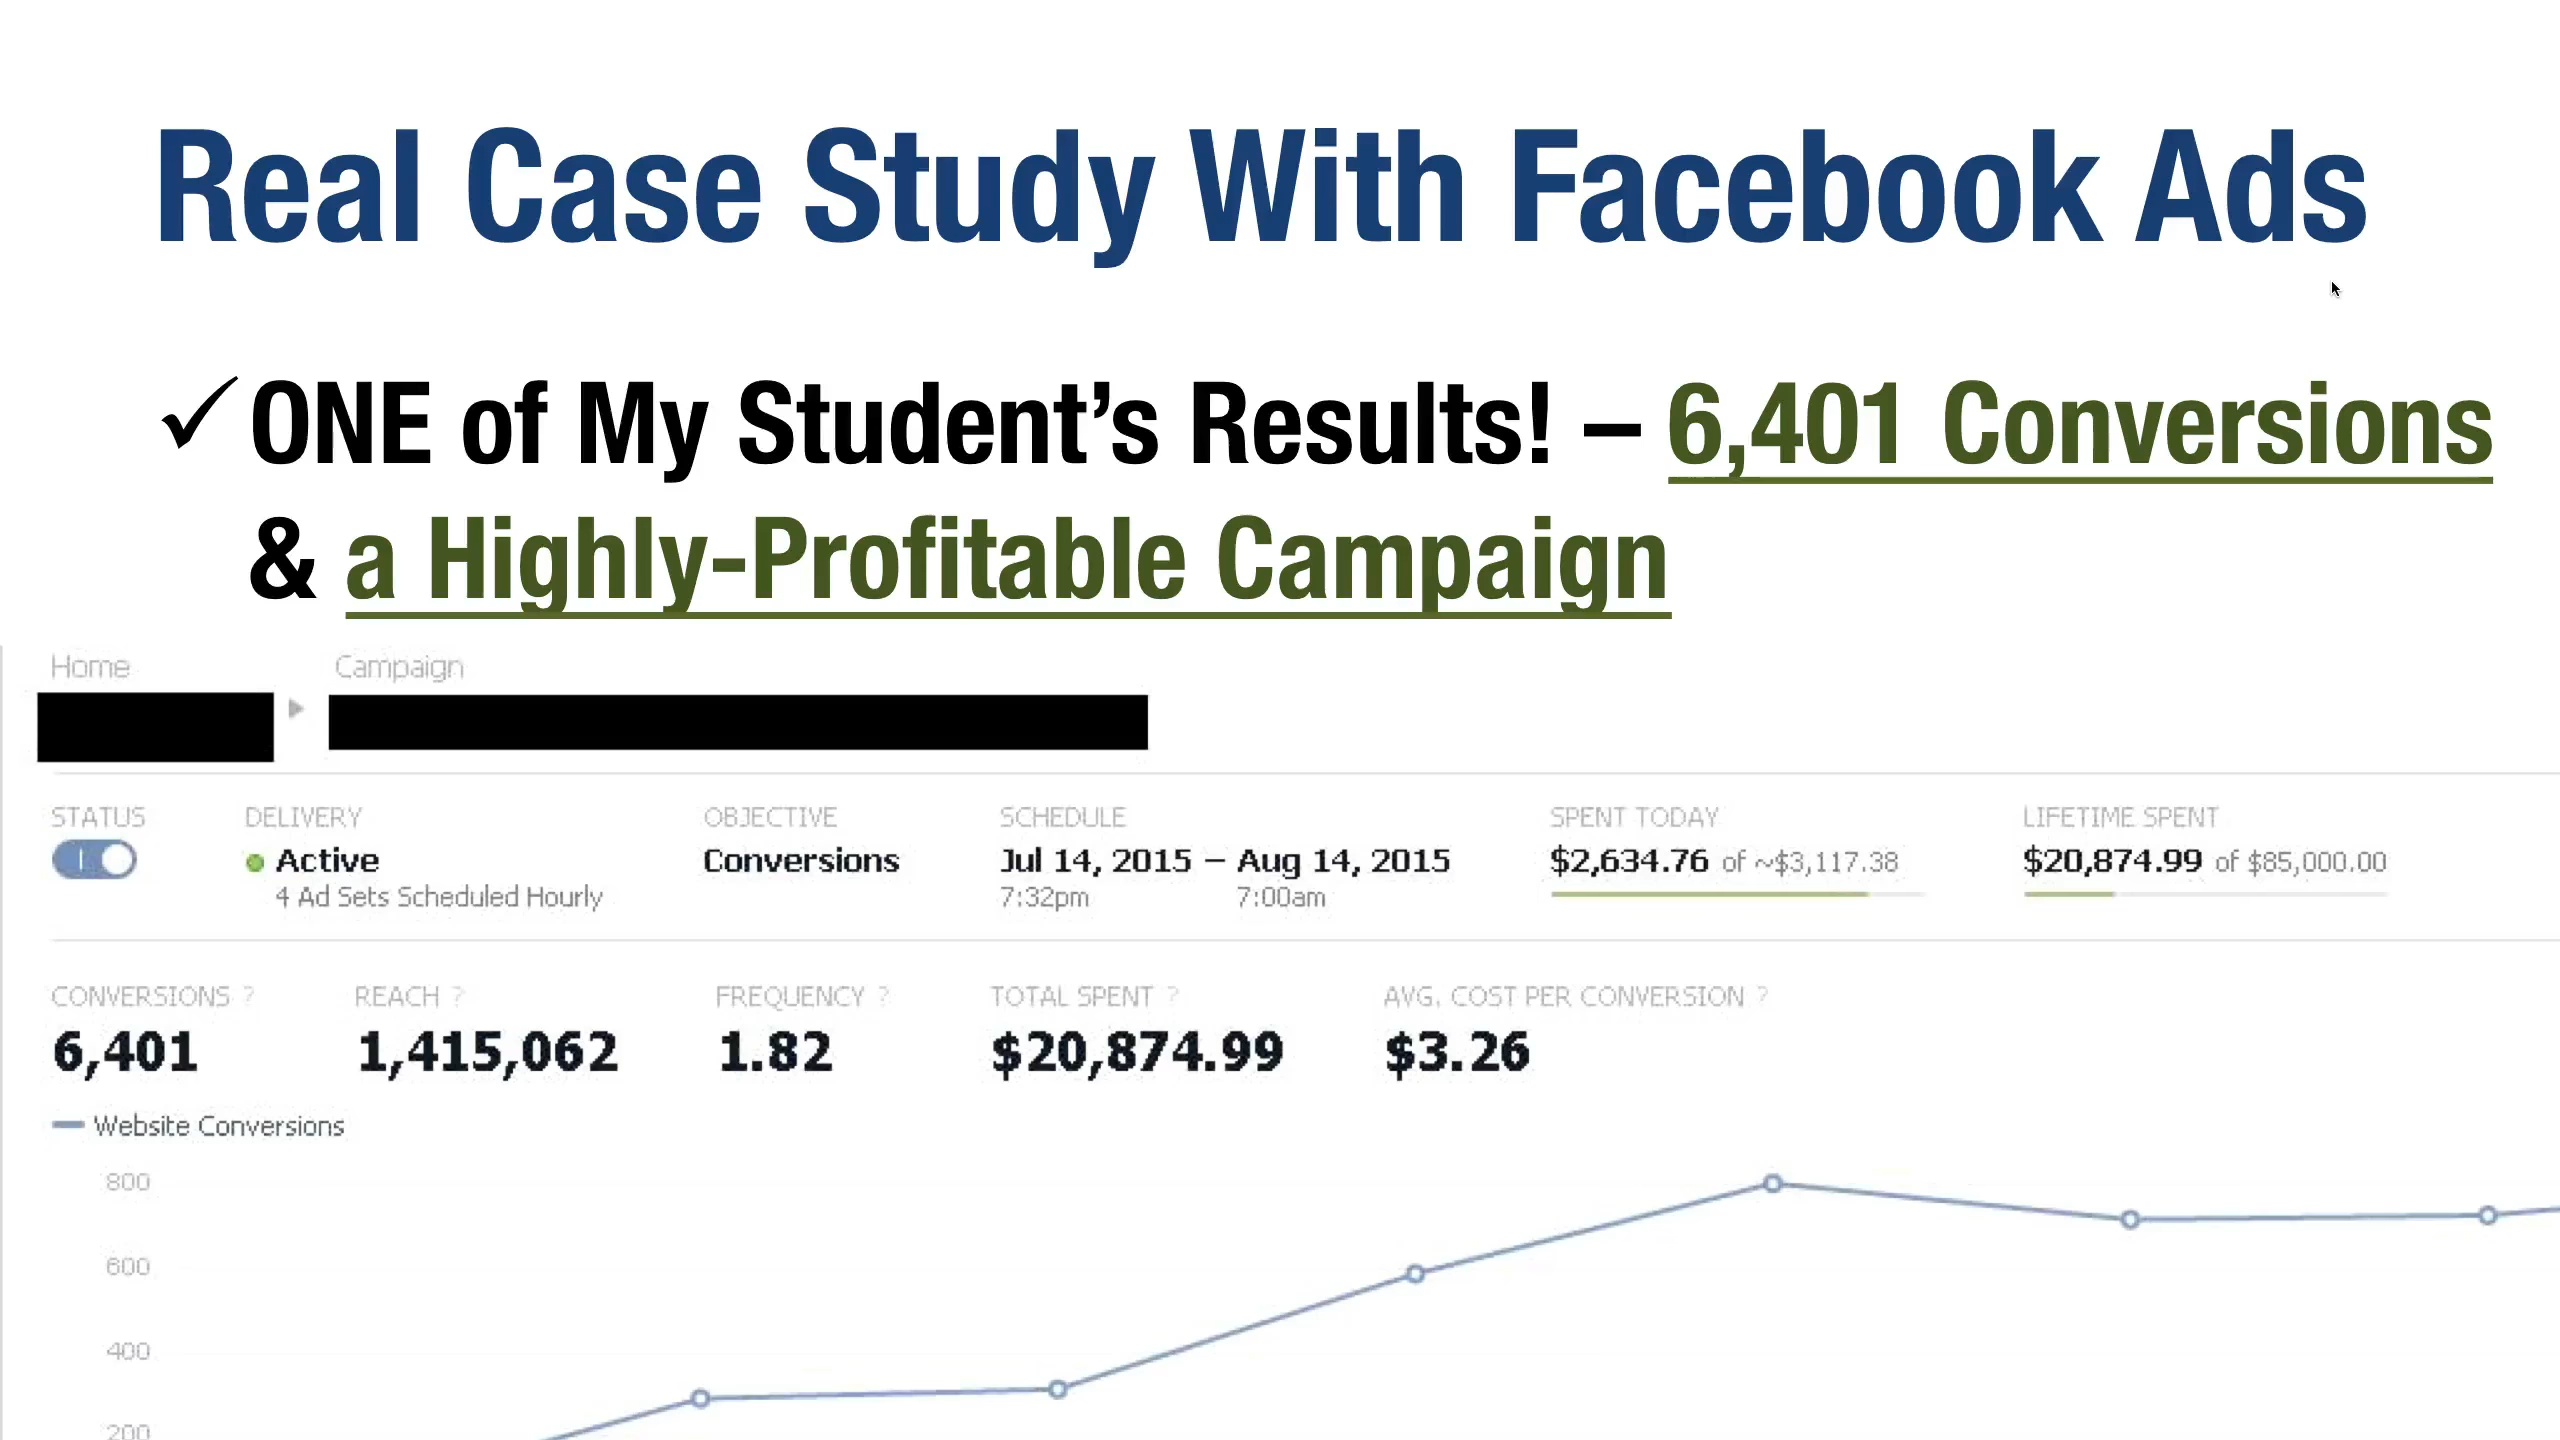 Real Case Study With Facebook Ads
✓ ONE of My Student’s Results! – 6,401 Conversions
& a Highly-Profitable Campaign
Home Campaign
STATUS DELIVERY OBJECTIVE SCHEDULE SPENT TODAY LIFETIME SPENT
Active Conversions Jul 14, 2015 – Aug 14, 2015 $2,634.76 of ~$3,117.38 $20,874.99 of $85,000.00
4 Ad Sets Scheduled Hourly 7:32pm 7:00am
CONVERSIONS ? REACH ? FREQUENCY ? TOTAL SPENT ? AVG. COST PER CONVERSION ?
6,401 1,415,062 1.82 $20,874.99 $3.26
Website Conversions
800
600
400
200